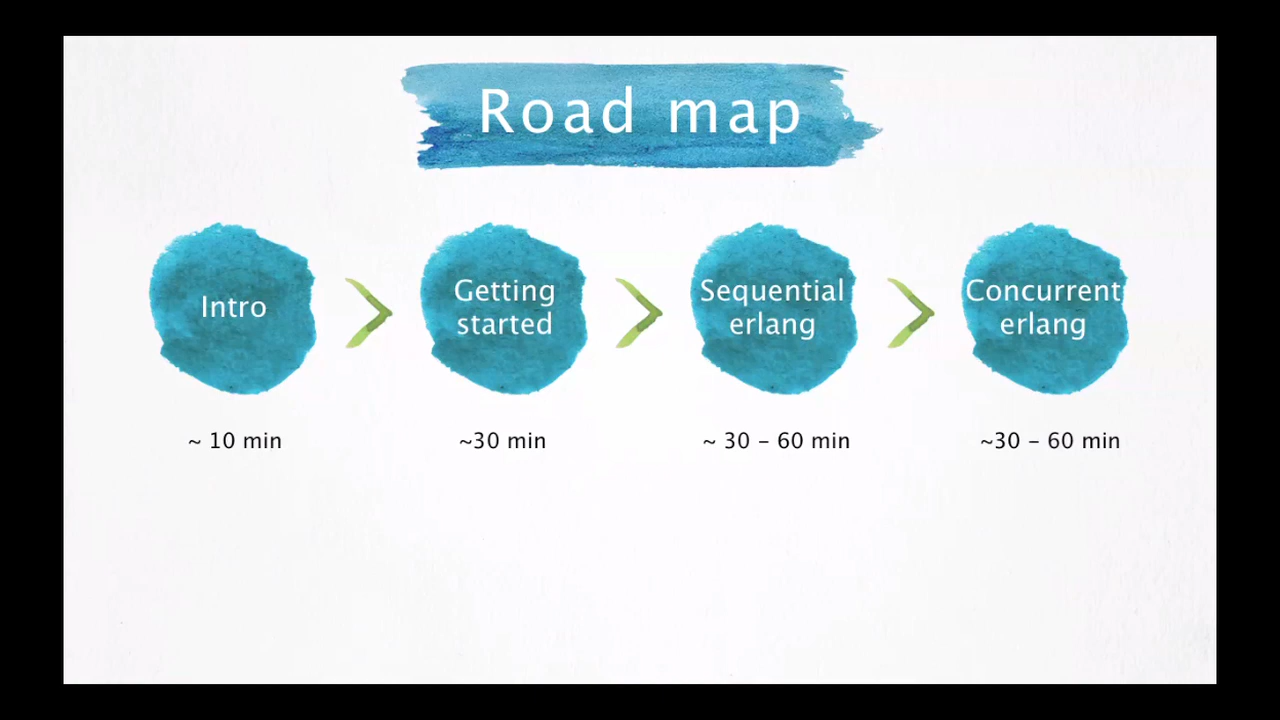 Road map
Intro
Getting
started
Sequential
erlang
Concurrent
erlang
~ 10 min
~30 min
~ 30 – 60 min
~30 – 60 min